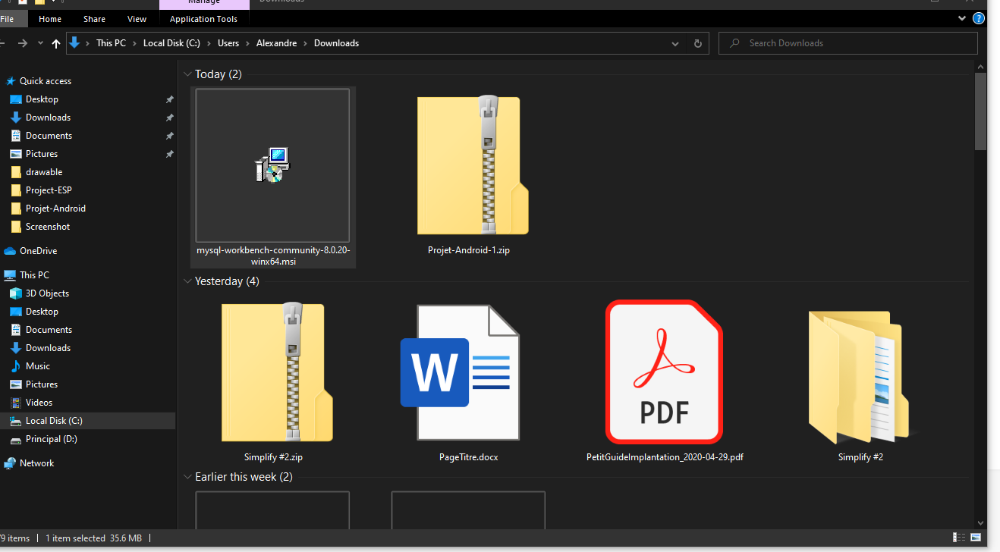 Manage
Downloads
File Home Share View Application Tools
This PC Local Disk (C:) Users Alexandre Downloads
Search Downloads
Quick access
Desktop
Downloads
Documents
Pictures
drawable
Project-ESP
Projet-Android
Screenshot
OneDrive
This PC
3D Objects
Desktop
Documents
Downloads
Music
Pictures
Videos
Local Disk (C:)
Principal (D:)
Network
Today (2)
mysql-workbench-community-8.0.20-
winx64.msi
Projet-Android-1.zip
Yesterday (4)
Simplify #2.zip
W
PageTitre.docx
PDF
PetitGuideImplantation_2020-04-29.pdf
Simplify #2
Earlier this week (2)
9 items 1 item selected 35.6 MB